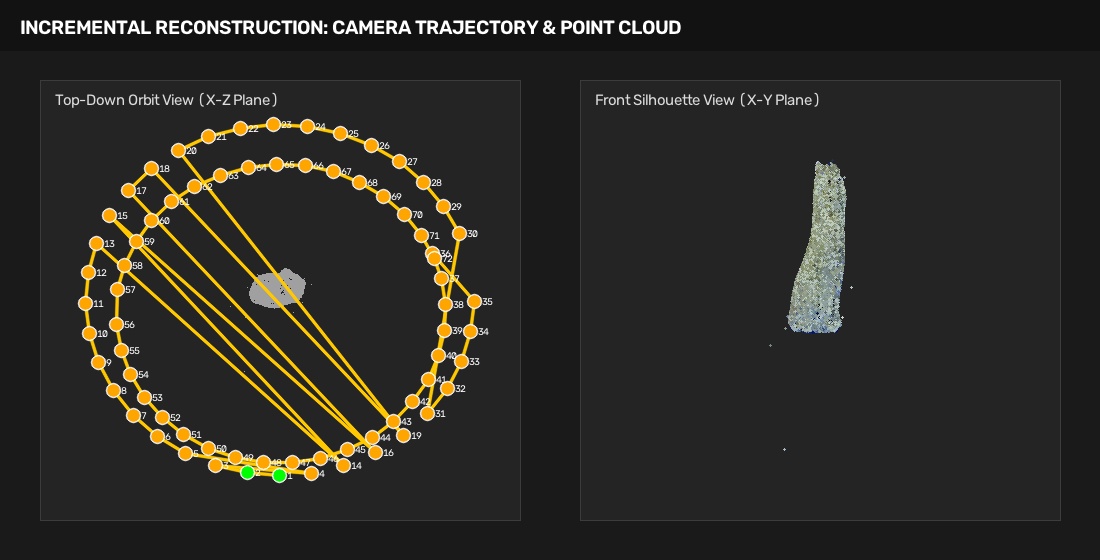 INCREMENTAL RECONSTRUCTION: CAMERA TRAJECTORY & POINT CLOUD
Top-Down Orbit View (X-Z Plane)
Front Silhouette View (X-Y Plane)
23
22 24
21 25
20 26
27
18 64 65 66
63 67
28
17 62 68
61 69 29
15 60 70
71 30
13 59
36
72
12 58
37
57
11 38 35
56
10 39 34
55
9 40 33
54
8 41 32
53
42
7 52 31
43
6 51 44 19
50 45
5 49 48 47 16
14
1 4